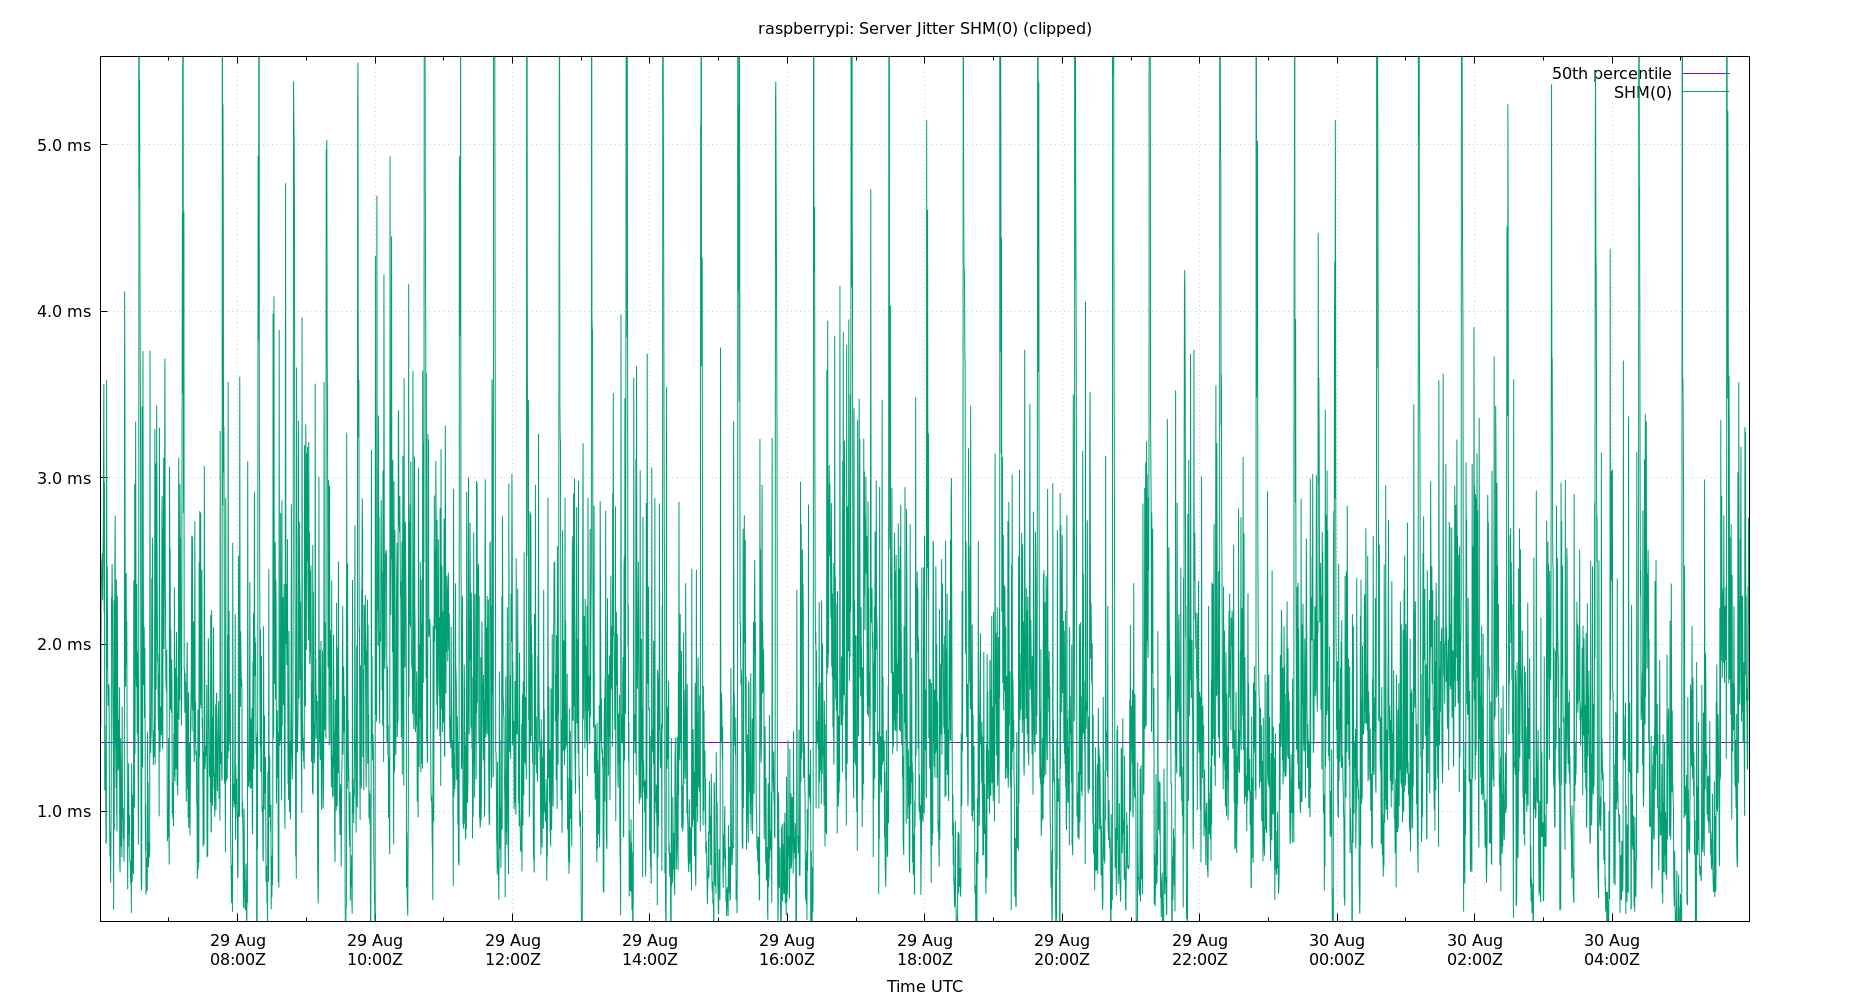 raspberrypi: Server Jitter SHM(0) (clipped)
50th percentile
SHM(0)
5.0 ms
4.0 ms
3.0 ms
2.0 ms
1.0 ms
29 Aug 29 Aug 29 Aug 29 Aug 29 Aug 29 Aug 29 Aug 29 Aug 30 Aug 30 Aug 30 Aug
08:00Z 10:00Z 12:00Z 14:00Z 16:00Z 18:00Z 20:00Z 22:00Z 00:00Z 02:00Z 04:00Z
Time UTC